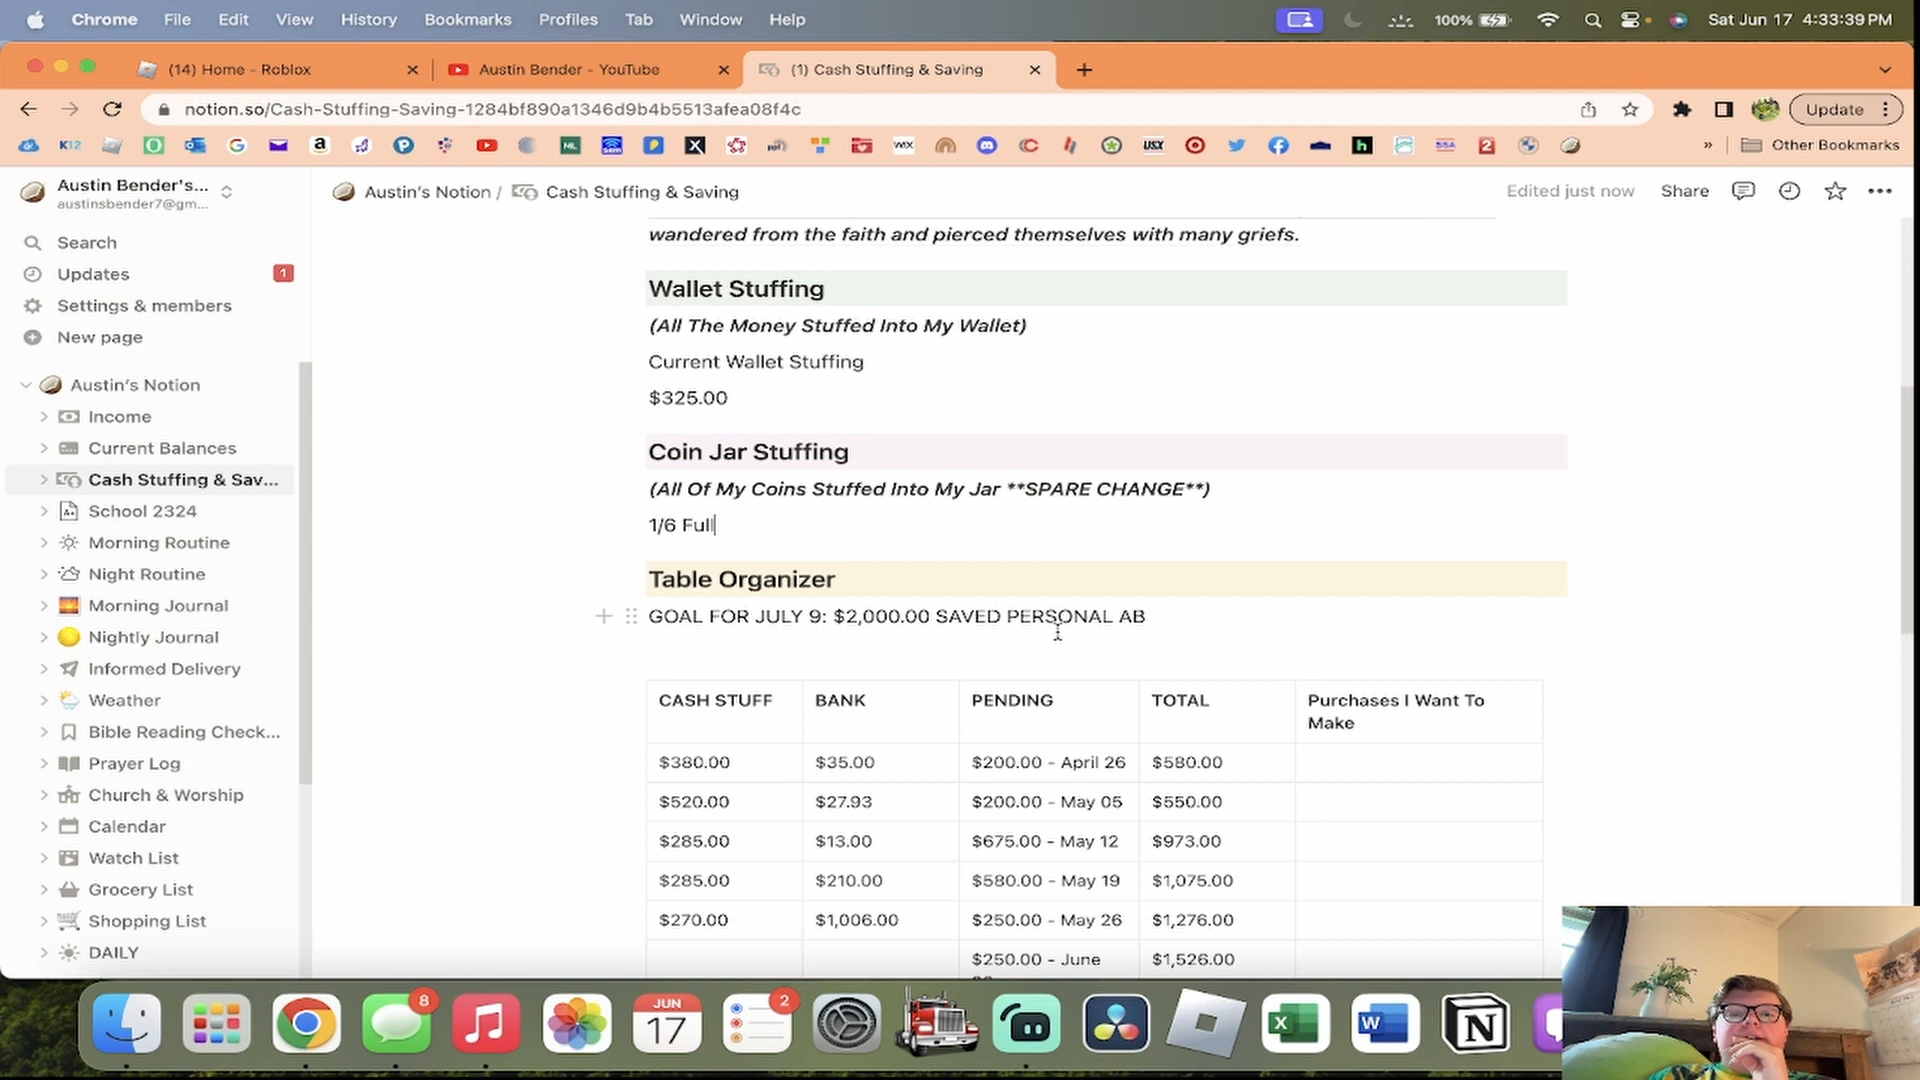 Chrome File Edit View History Bookmarks Profiles Tab Window Help 100% Sat Jun 17 4:33:39 PM
(14) Home - Roblox Austin Bender - YouTube (1) Cash Stuffing & Saving
notion.so/Cash-Stuffing-Saving-1284bf890a1346d9b4b5513afea08f4c Update
K12 a P X WIX USX h SSA 2 » Other Bookmarks
Austin Bender's...
austinsbender7@gm...
Austin's Notion / Cash Stuffing & Saving
Edited just now Share
Search
Updates 1
Settings & members
New page
Austin's Notion
Income
Current Balances
Cash Stuffing & Sav...
School 2324
Morning Routine
Night Routine
Morning Journal
Nightly Journal
Informed Delivery
Weather
Bible Reading Check...
Prayer Log
Church & Worship
Calendar
Watch List
Grocery List
Shopping List
DAILY
wandered from the faith and pierced themselves with many griefs.
Wallet Stuffing
(All The Money Stuffed Into My Wallet)
Current Wallet Stuffing
$325.00
Coin Jar Stuffing
(All Of My Coins Stuffed Into My Jar **SPARE CHANGE**)
1/6 Full
Table Organizer
GOAL FOR JULY 9: $2,000.00 SAVED PERSONAL AB
CASH STUFF BANK PENDING TOTAL Purchases I Want To
Make
$380.00 $35.00 $200.00 - April 26 $580.00
$520.00 $27.93 $200.00 - May 05 $550.00
$285.00 $13.00 $675.00 - May 12 $973.00
$285.00 $210.00 $580.00 - May 19 $1,075.00
$270.00 $1,006.00 $250.00 - May 26 $1,276.00
$250.00 - June $1,526.00
8 JUN 17 2 X W N